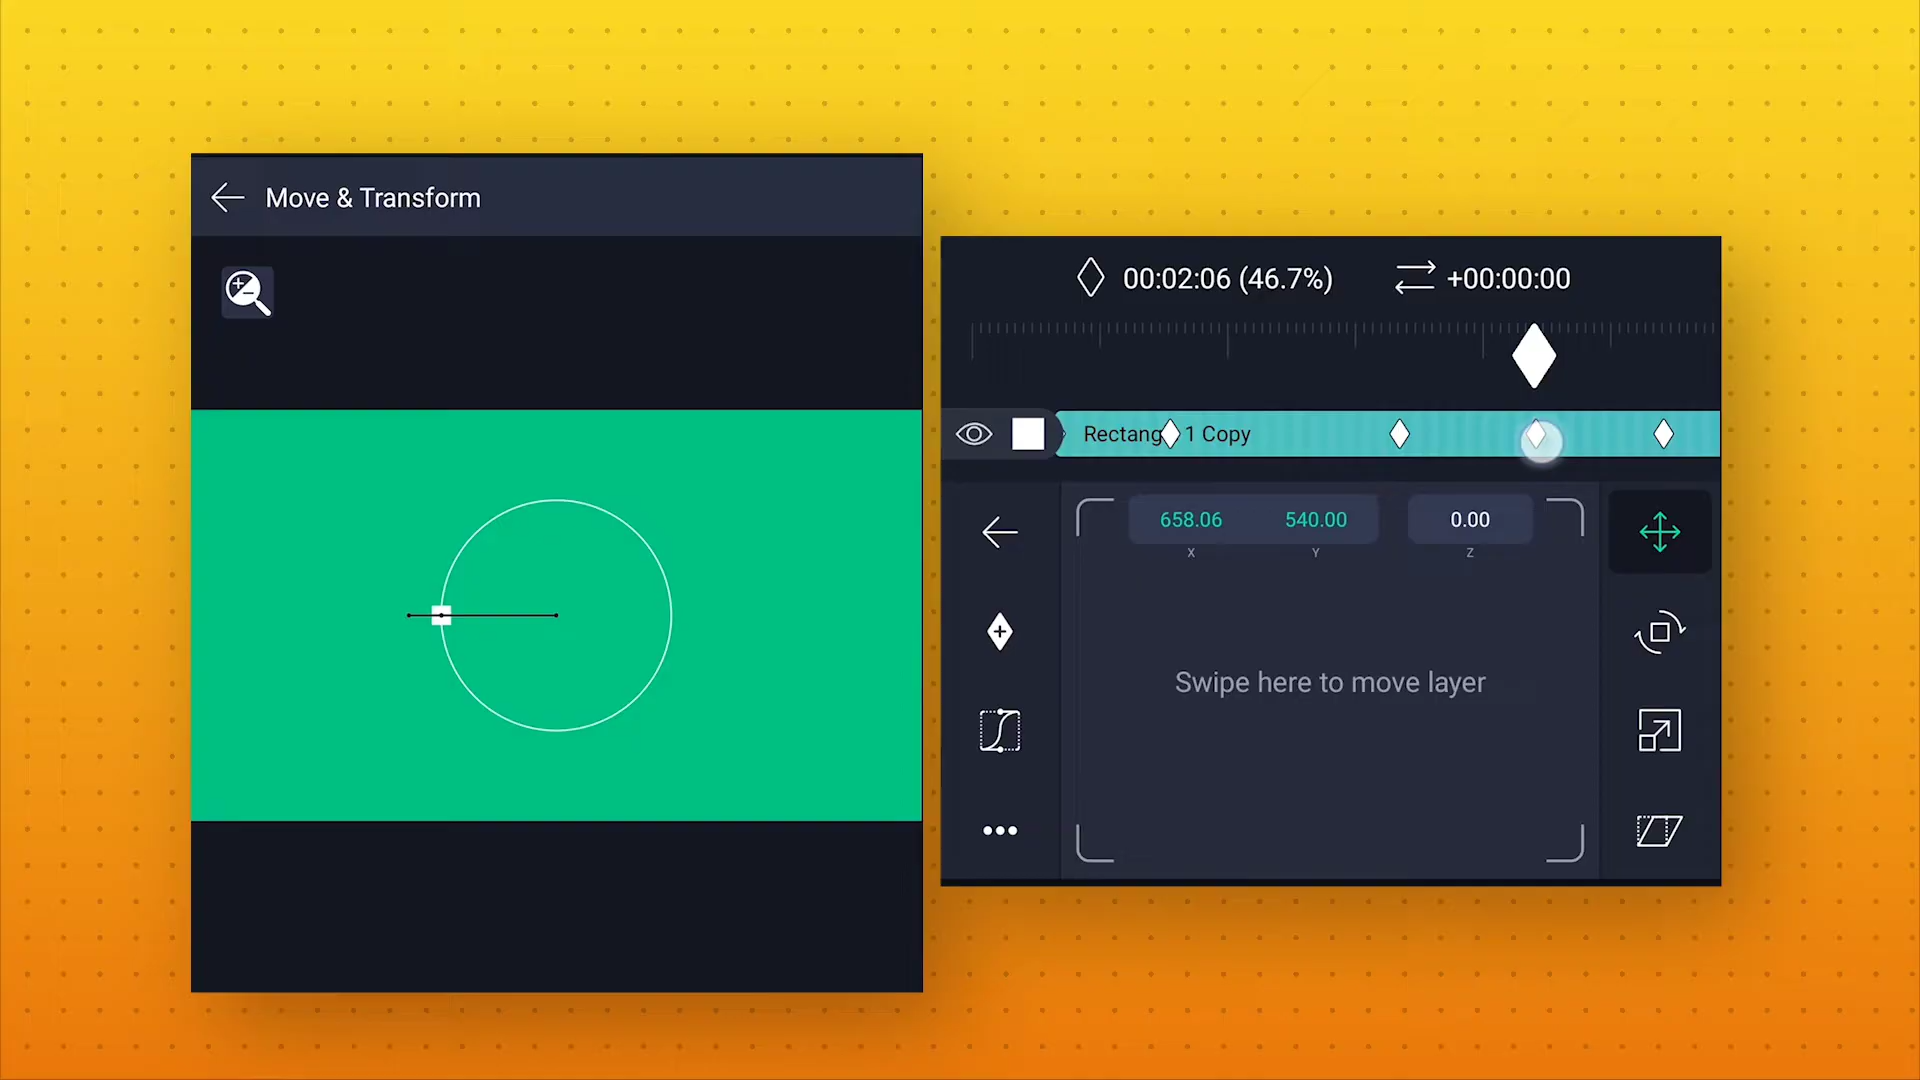 Move & Transform
00:02:06 (46.7%)
+00:00:00
Rectang 1 Copy
658.06
540.00
0.00
X
Y
Z
Swipe here to move layer